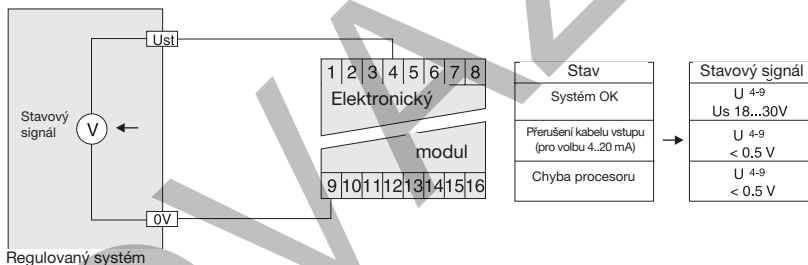 Ust
Stavový
signál
V
0V
Regulovaný systém
1 2 3 4 5 6 7 8
Elektronický
modul
9 10 11 12 13 14 15 16
Stav
Systém OK
Přerušení kabelu vstupu
(pro volbu 4..20 mA)
Chyba procesoru
Stavový signál
U 4-9
Us 18...30V
U 4-9
< 0.5 V
U 4-9
< 0.5 V